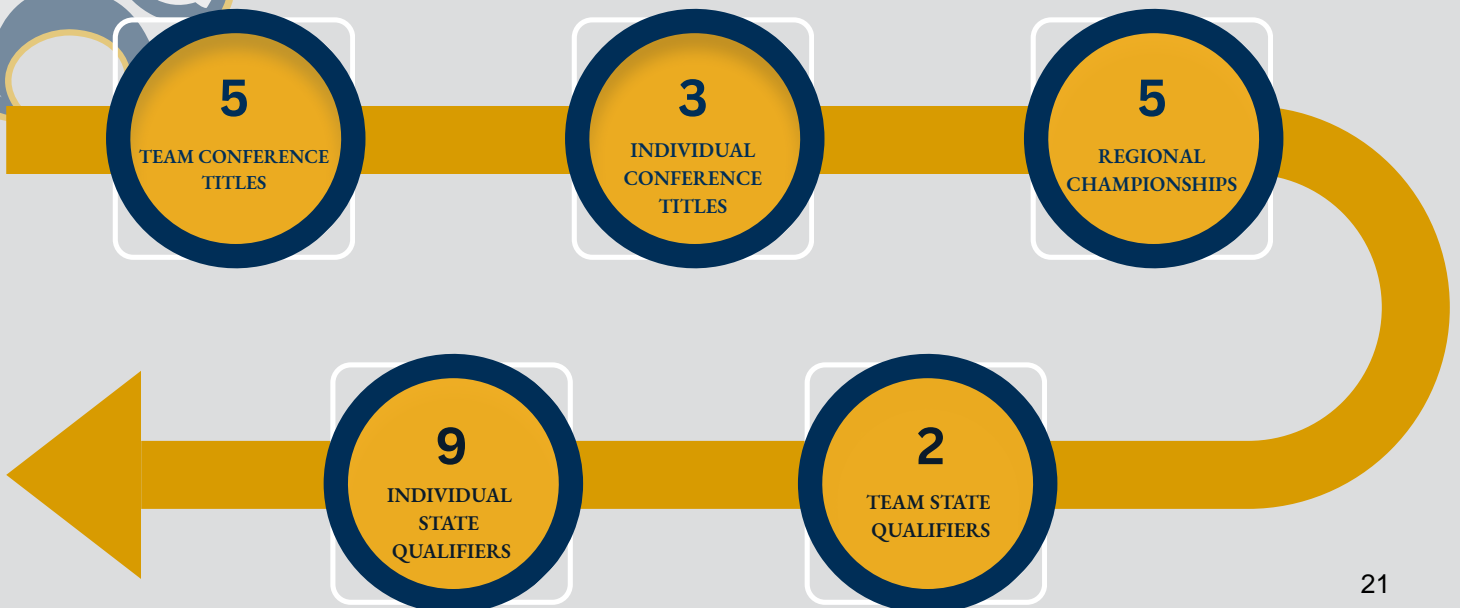 5
TEAM CONFERENCE
TITLES
3
INDIVIDUAL
CONFERENCE
TITLES
5
REGIONAL
CHAMPIONSHIPS
2
TEAM STATE
QUALIFIERS
9
INDIVIDUAL
STATE
QUALIFIERS
21